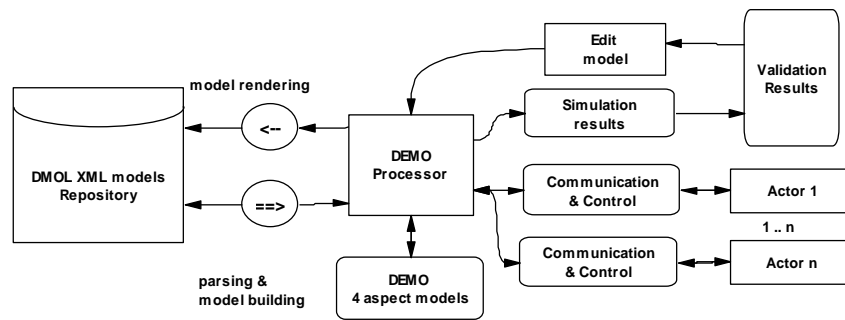 Edit
model
Validation
Results
model rendering
Simulation
results
<--
DEMO
Processor
DMOL XML models
Repository
Communication
& Control
Actor 1
==>
1 .. n
Communication
& Control
Actor n
parsing &
model building
DEMO
4 aspect models